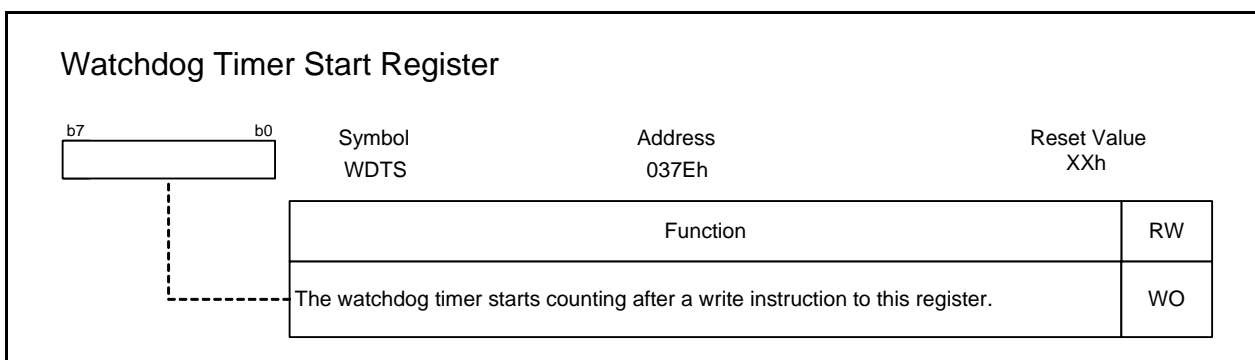 Watchdog Timer Start Register
b7 b0 Symbol Address Reset Value
WDTS 037Eh XXh
Function RW
The watchdog timer starts counting after a write instruction to this register. WO